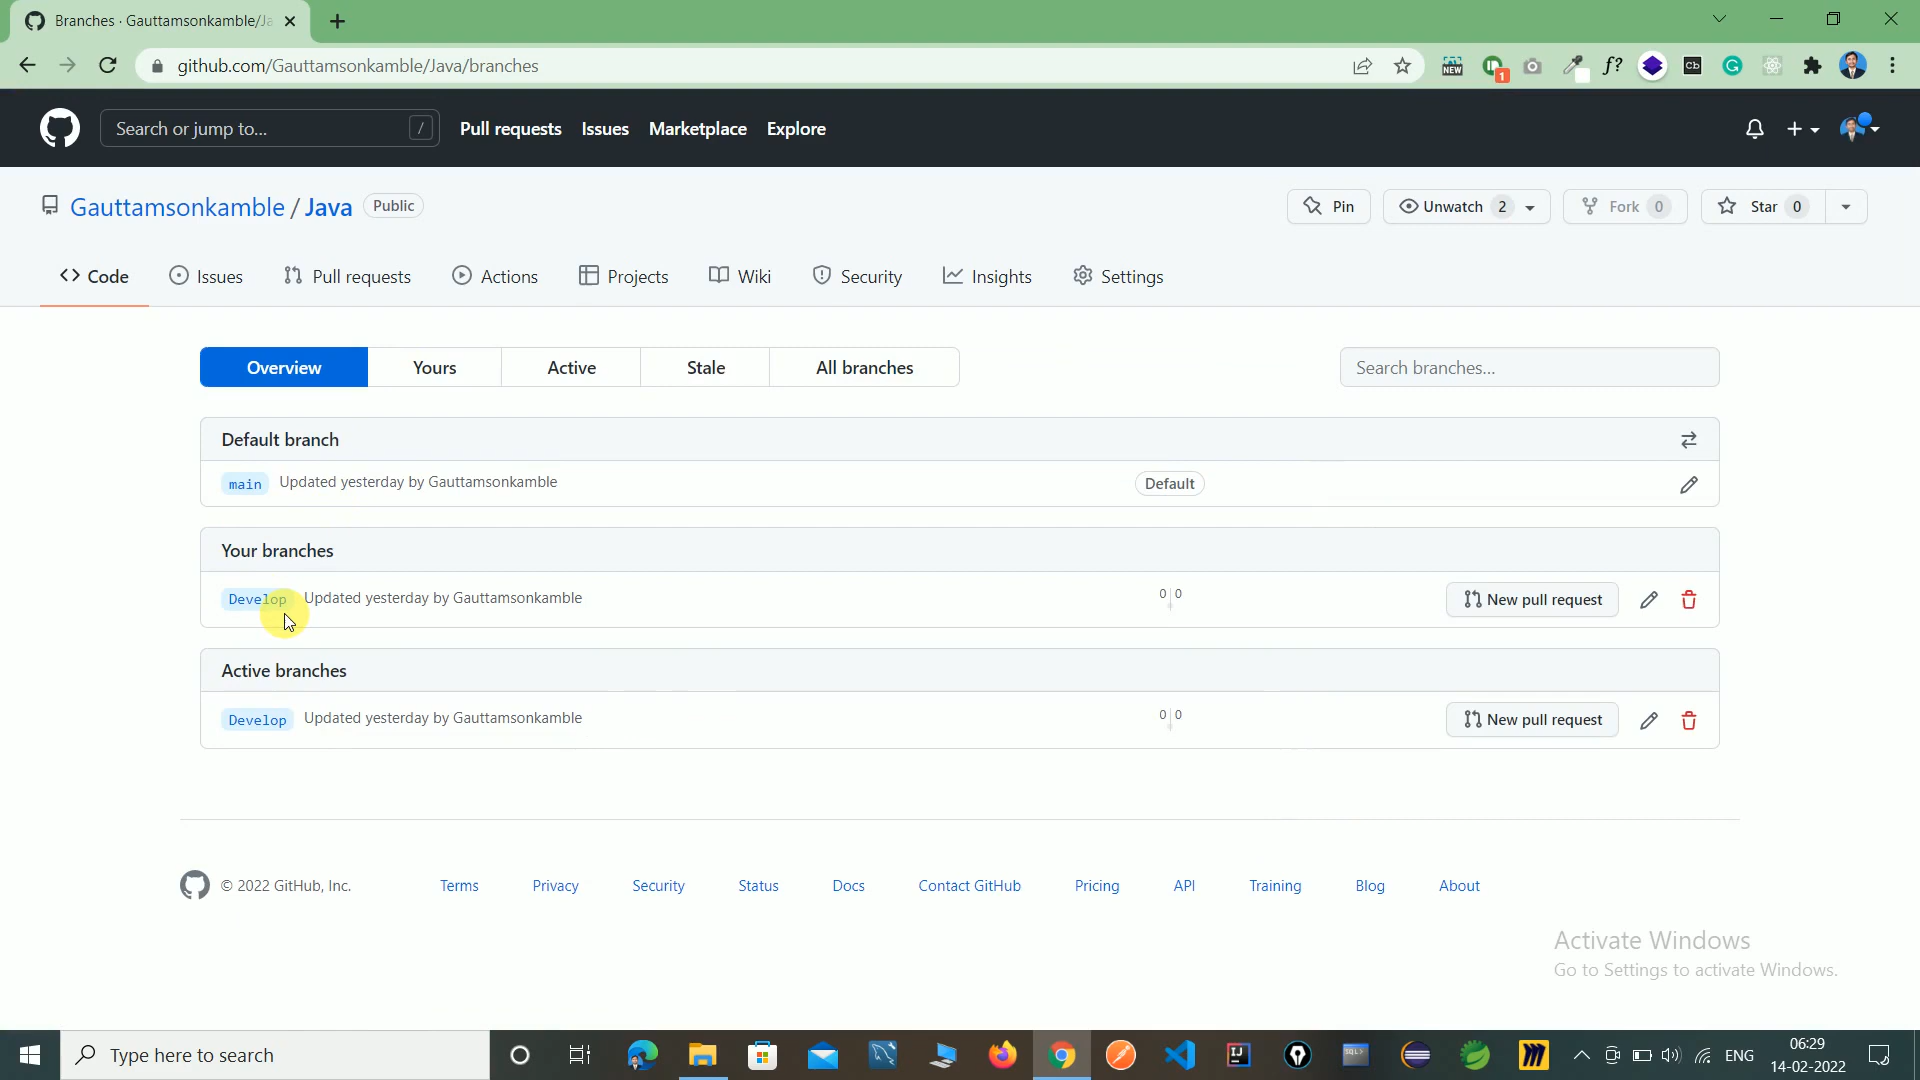 Branches · Gauttamsonkamble/Ja
github.com/Gauttamsonkamble/Java/branches
NEW
1
f?
cb
Search or jump to...
/
Pull requests
Issues
Marketplace
Explore
Gauttamsonkamble / Java
Public
Pin
Unwatch 2
Fork 0
Star 0
Code
Issues
Pull requests
Actions
Projects
Wiki
Security
Insights
Settings
Overview
Yours
Active
Stale
All branches
Search branches...
Default branch
main Updated yesterday by Gauttamsonkamble
Default
Your branches
Develop Updated yesterday by Gauttamsonkamble
0 0
New pull request
Active branches
Develop Updated yesterday by Gauttamsonkamble
0 0
New pull request
© 2022 GitHub, Inc.
Terms
Privacy
Security
Status
Docs
Contact GitHub
Pricing
API
Training
Blog
About
Activate Windows
Go to Settings to activate Windows.
Type here to search
IJ
SQL>
ENG
06:29
14-02-2022